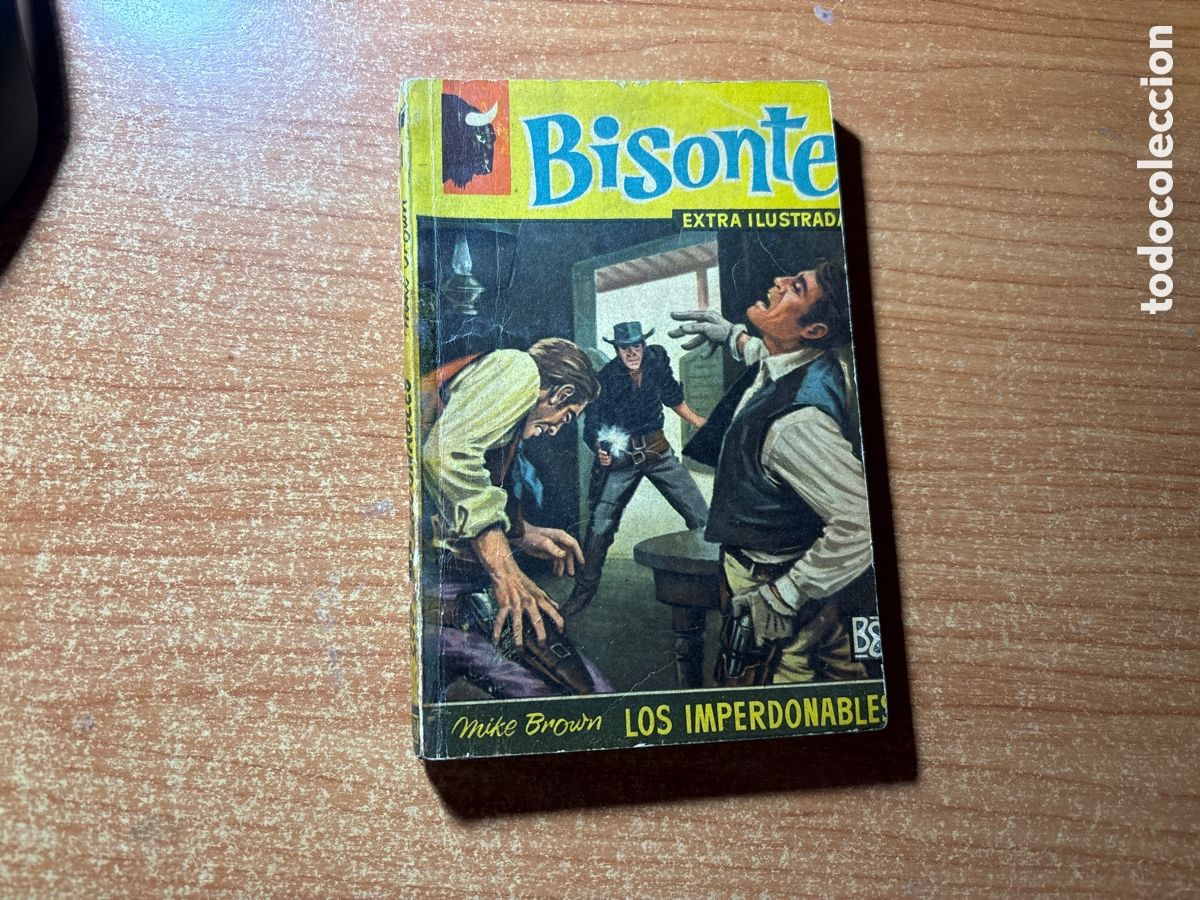 Bisonte
EXTRA ILUSTRADA
Mike Brown LOS IMPERDONABLES
todocoleccion